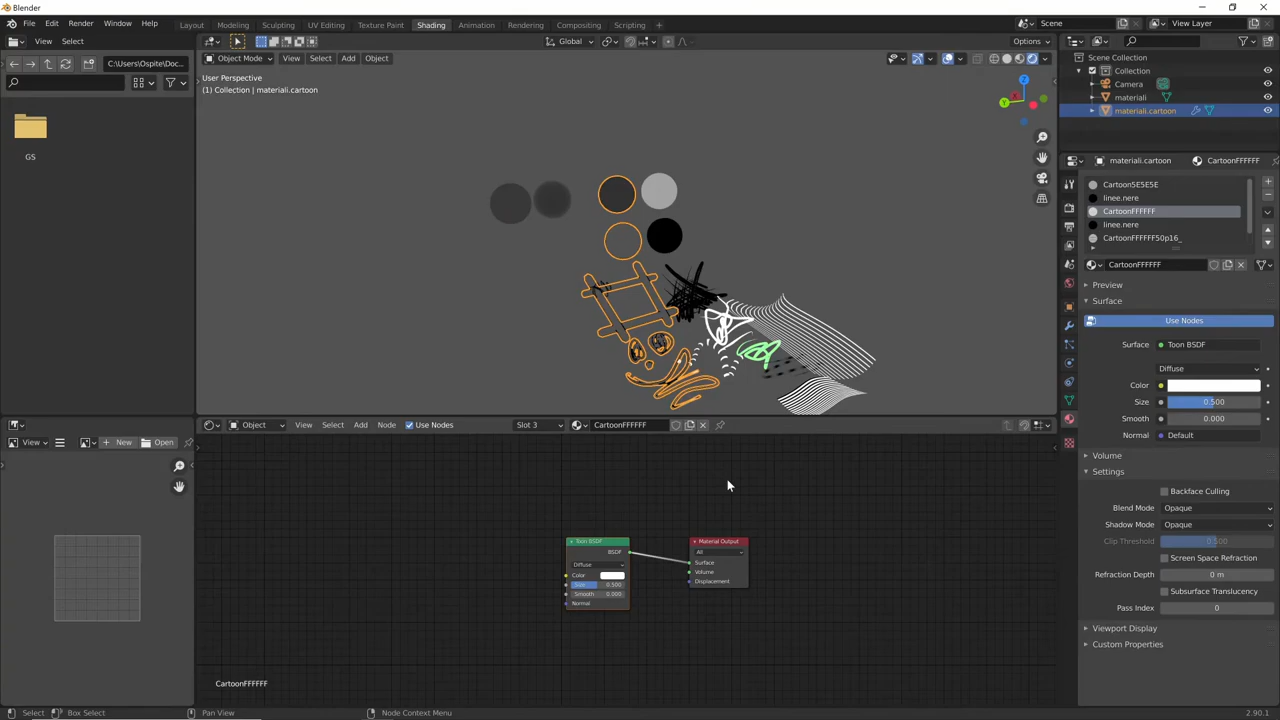 Blender
File Edit Render Window Help
Layout Modeling Sculpting UV Editing Texture Paint Shading Animation Rendering Compositing Scripting +
Scene
View Layer
View Select
Global
Options
C:\Users\Ospite\Doc...
Object Mode View Select Add Object
GS
User Perspective
(1) Collection | materiali.cartoon
Z
Y
X
Scene Collection
Collection
Camera
materiali
materiali.cartoon
materiali.cartoon CartoonFFFFFF
Cartoon5E5E5E
linee.nere
CartoonFFFFFF
linee.nere
CartoonFFFFFF50p16_
CartoonFFFFFF
Preview
Surface
Use Nodes
Surface: Toon BSDF
Diffuse
Color
Size 0.500
Smooth 0.000
Normal Default
Volume
Settings
Backface Culling
Blend Mode Opaque
Shadow Mode Opaque
Clip Threshold 0.500
Screen Space Refraction
Refraction Depth 0 m
Subsurface Translucency
Pass Index 0
Viewport Display
Custom Properties
View New Open
Object View Select Add Node Use Nodes Slot 3 CartoonFFFFFF
Toon BSDF
BSDF
Diffuse
Color
Size 0.500
Smooth 0.000
Normal
Material Output
All
Surface
Volume
Displacement
CartoonFFFFFF
Select Box Select Pan View Node Context Menu 2.90.1